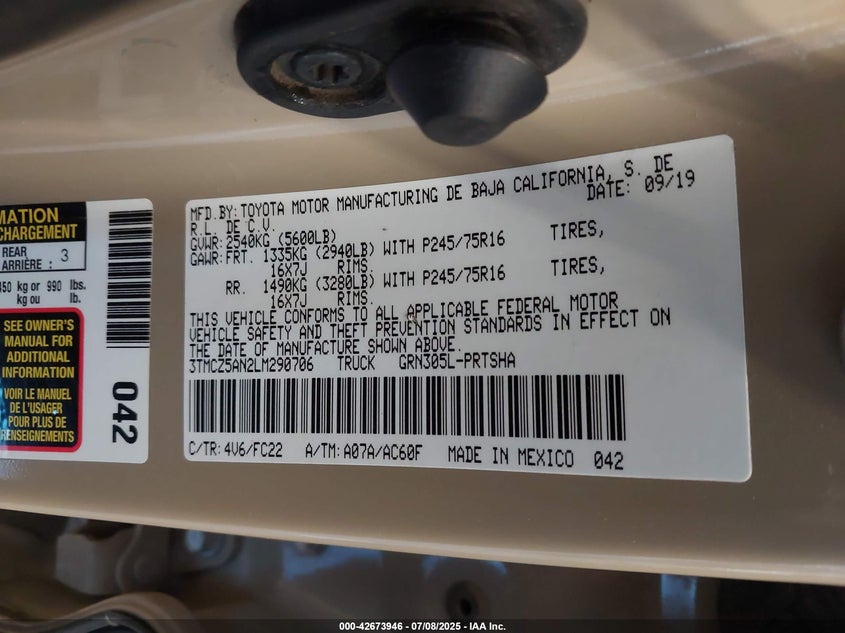 MATION
CHARGEMENT
REAR 3
ARRIÈRE :
450 kg or 990 lbs.
kg ou lb.
SEE OWNER'S
MANUAL FOR
ADDITIONAL
INFORMATION
VOIR LE MANUEL
DE L'USAGER
POUR PLUS DE
RENSEIGNEMENTS
042
MFD.BY:TOYOTA MOTOR MANUFACTURING DE BAJA CALIFORNIA, S. DE
R.L. DE C.V. DATE: 09/19
GVWR:2540KG (5600LB)
GAWR:FRT. 1335KG (2940LB) WITH P245/75R16 TIRES,
16X7J RIMS.
RR. 1490KG (3280LB) WITH P245/75R16 TIRES,
16X7J RIMS.
THIS VEHICLE CONFORMS TO ALL APPLICABLE FEDERAL MOTOR
VEHICLE SAFETY AND THEFT PREVENTION STANDARDS IN EFFECT ON
THE DATE OF MANUFACTURE SHOWN ABOVE.
3TMCZ5AN2LM290706 TRUCK GRN305L-PRTSHA
C/TR:4V6/FC22 A/TM:A07A/AC60F MADE IN MEXICO 042
000-42673946 - 07/08/2025 - IAA Inc.